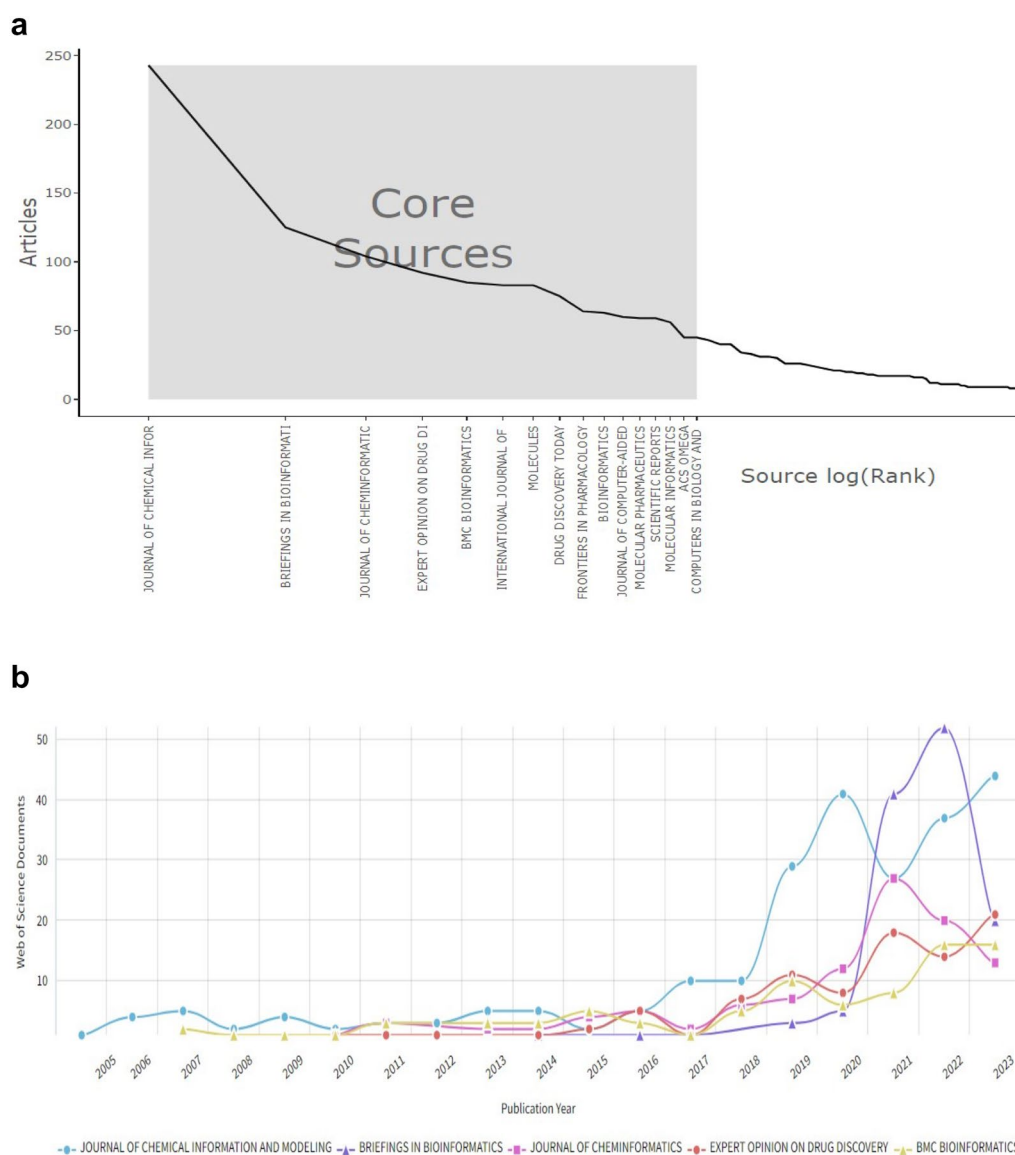 a
250
200
150
100
50
0
Articles
Core
Sources
JOURNAL OF CHEMICAL INFOR
BRIEFINGS IN BIOINFORMATI
JOURNAL OF CHEMINFORMATIC
EXPERT OPINION ON DRUG DI
BMC BIOINFORMATICS
INTERNATIONAL JOURNAL OF
MOLECULES
DRUG DISCOVERY TODAY
FRONTIERS IN PHARMACOLOGY
BIOINFORMATICS
JOURNAL OF COMPUTER-AIDED
MOLECULAR PHARMACEUTICS
SCIENTIFIC REPORTS
MOLECULAR INFORMATICS
ACS OMEGA
COMPUTERS IN BIOLOGY AND
Source log(Rank)
b
50
40
30
20
10
Web of Science Documents
2005 2006 2007 2008 2009 2010 2011 2012 2013 2014 2015 2016 2017 2018 2019 2020 2021 2022 2023
Publication Year
JOURNAL OF CHEMICAL INFORMATION AND MODELING BRIEFINGS IN BIOINFORMATICS JOURNAL OF CHEMINFORMATICS EXPERT OPINION ON DRUG DISCOVERY BMC BIOINFORMATICS